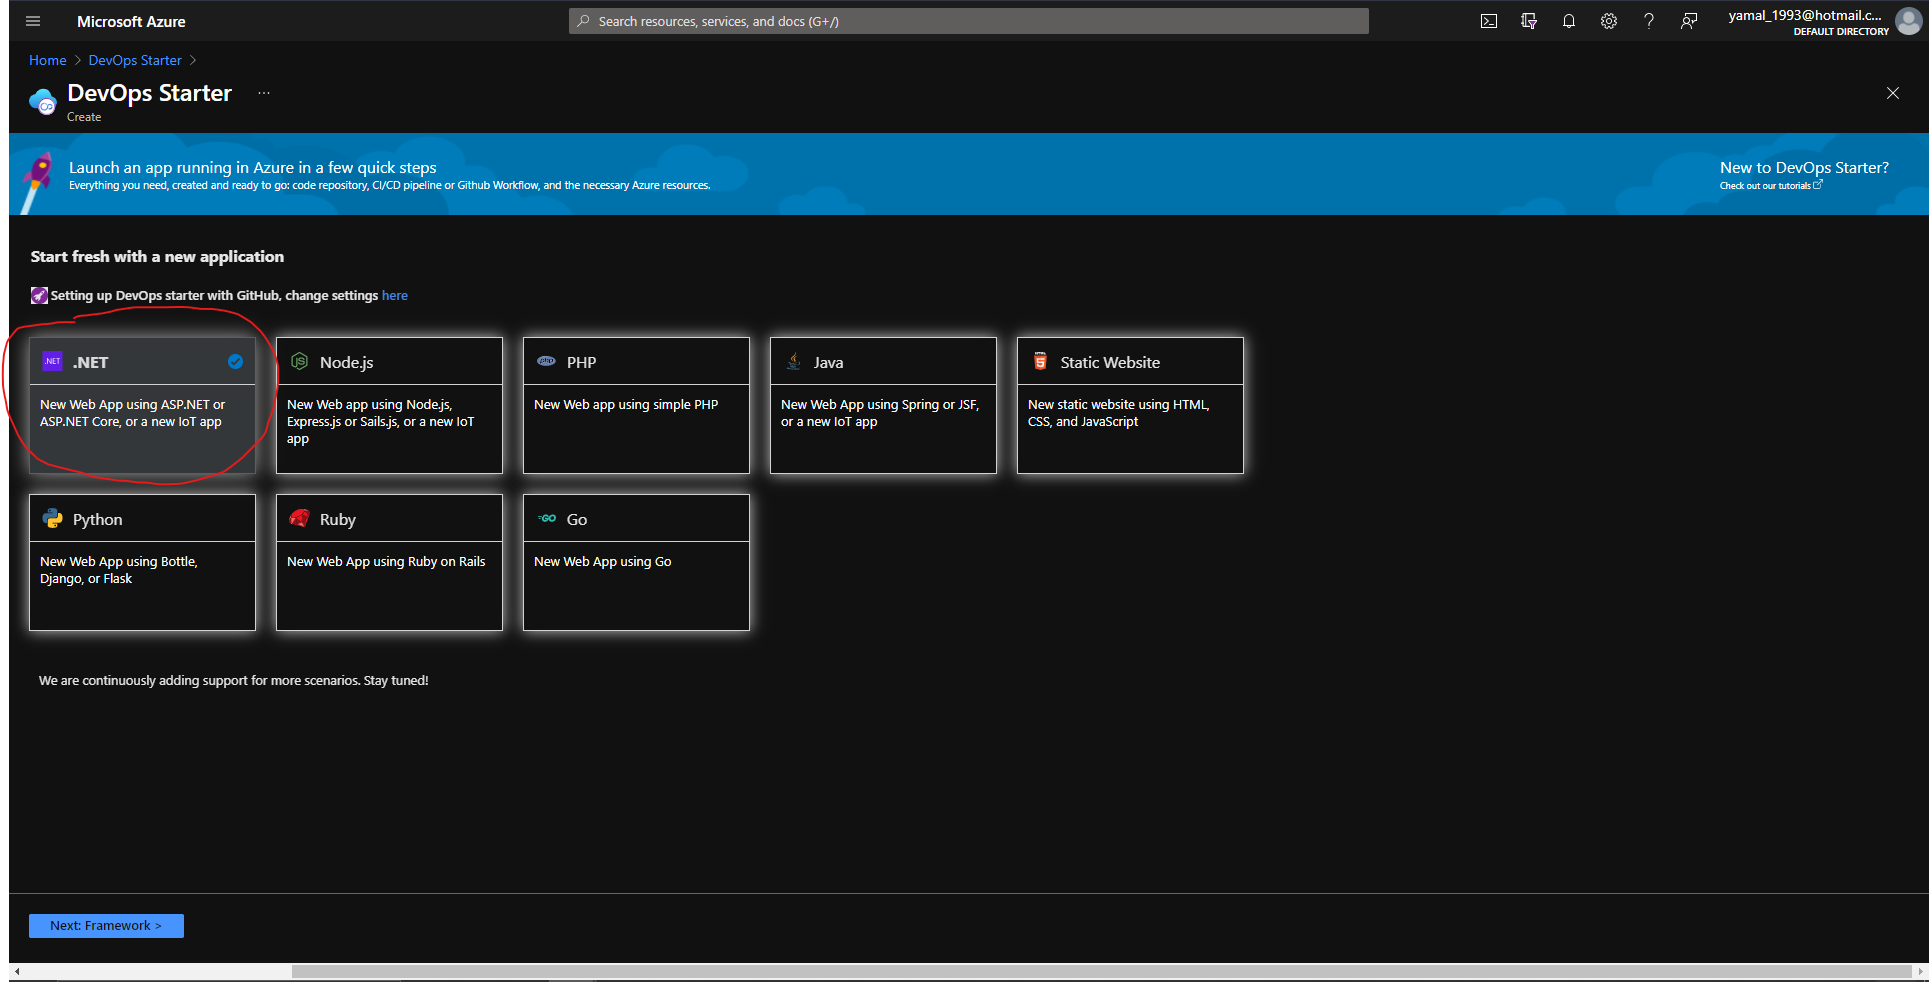 Microsoft Azure
Search resources, services, and docs (G+/)
yamal_1993@hotmail.c...
DEFAULT DIRECTORY
Home > DevOps Starter >
DevOps Starter ...
Create
Launch an app running in Azure in a few quick steps
Everything you need, created and ready to go: code repository, CI/CD pipeline or Github Workflow, and the necessary Azure resources.
New to DevOps Starter?
Check out our tutorials
Start fresh with a new application
Setting up DevOps starter with GitHub, change settings here
.NET .NET
New Web App using ASP.NET or
ASP.NET Core, or a new IoT app
Node.js
New Web app using Node.js,
Express.js or Sails.js, or a new IoT
app
php PHP
New Web app using simple PHP
Java
New Web App using Spring or JSF,
or a new IoT app
Static Website
New static website using HTML,
CSS, and JavaScript
Python
New Web App using Bottle,
Django, or Flask
Ruby
New Web App using Ruby on Rails
GO Go
New Web App using Go
We are continuously adding support for more scenarios. Stay tuned!
Next: Framework >